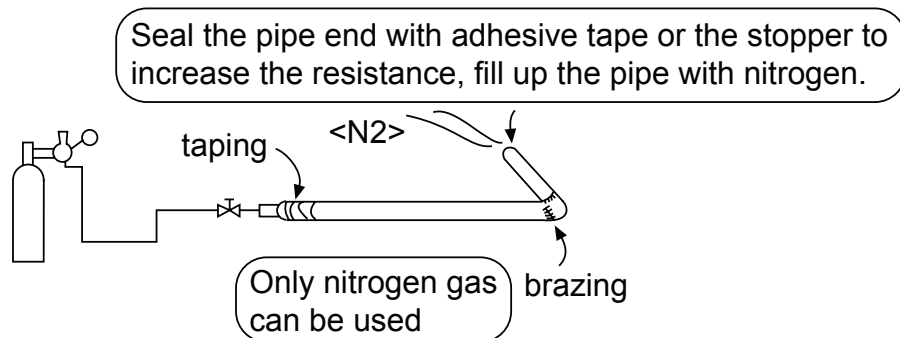 Seal the pipe end with adhesive tape or the stopper to
increase the resistance, fill up the pipe with nitrogen.
<N2>
taping
Only nitrogen gas
can be used
brazing